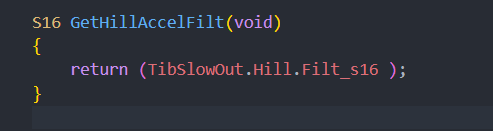 S16 GetHillAccelFilt(void)
{
    return (TibSlowOut.Hill.Filt_s16 );
}